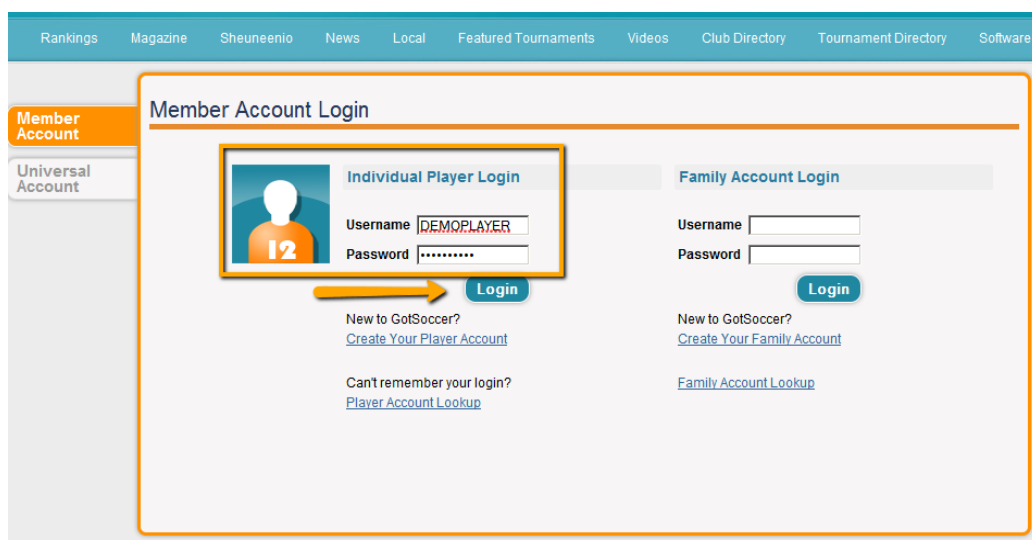 Rankings Magazine Sheuneenio News Local Featured Tournaments Videos Club Directory Tournament Directory Software
Member Account Login
Member
Account
Universal
Account
Individual Player Login
Username DEMOPLAYER
Password ••••••••••
Login
New to GotSoccer?
Create Your Player Account
Can't remember your login?
Player Account Lookup
12
Family Account Login
Username
Password
Login
New to GotSoccer?
Create Your Family Account
Family Account Lookup